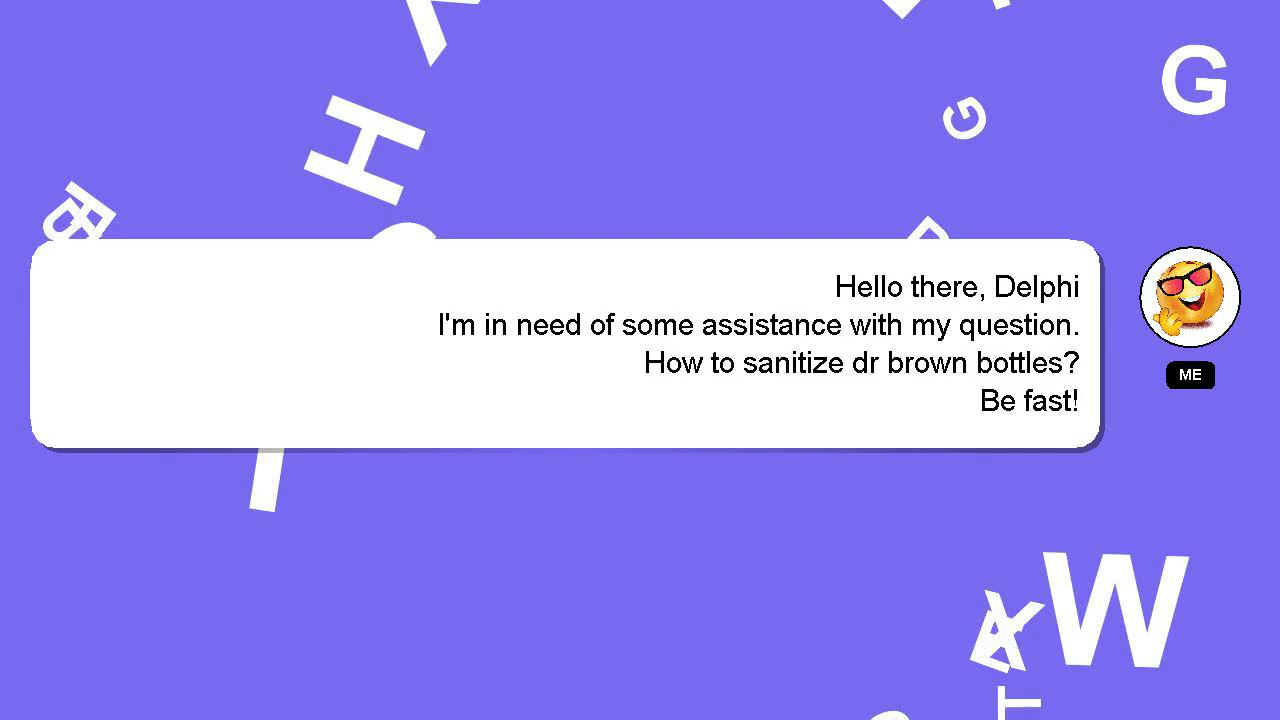 Hello there, Delphi
I'm in need of some assistance with my question.
How to sanitize dr brown bottles?
Be fast!
ME
G
G
H
W
T